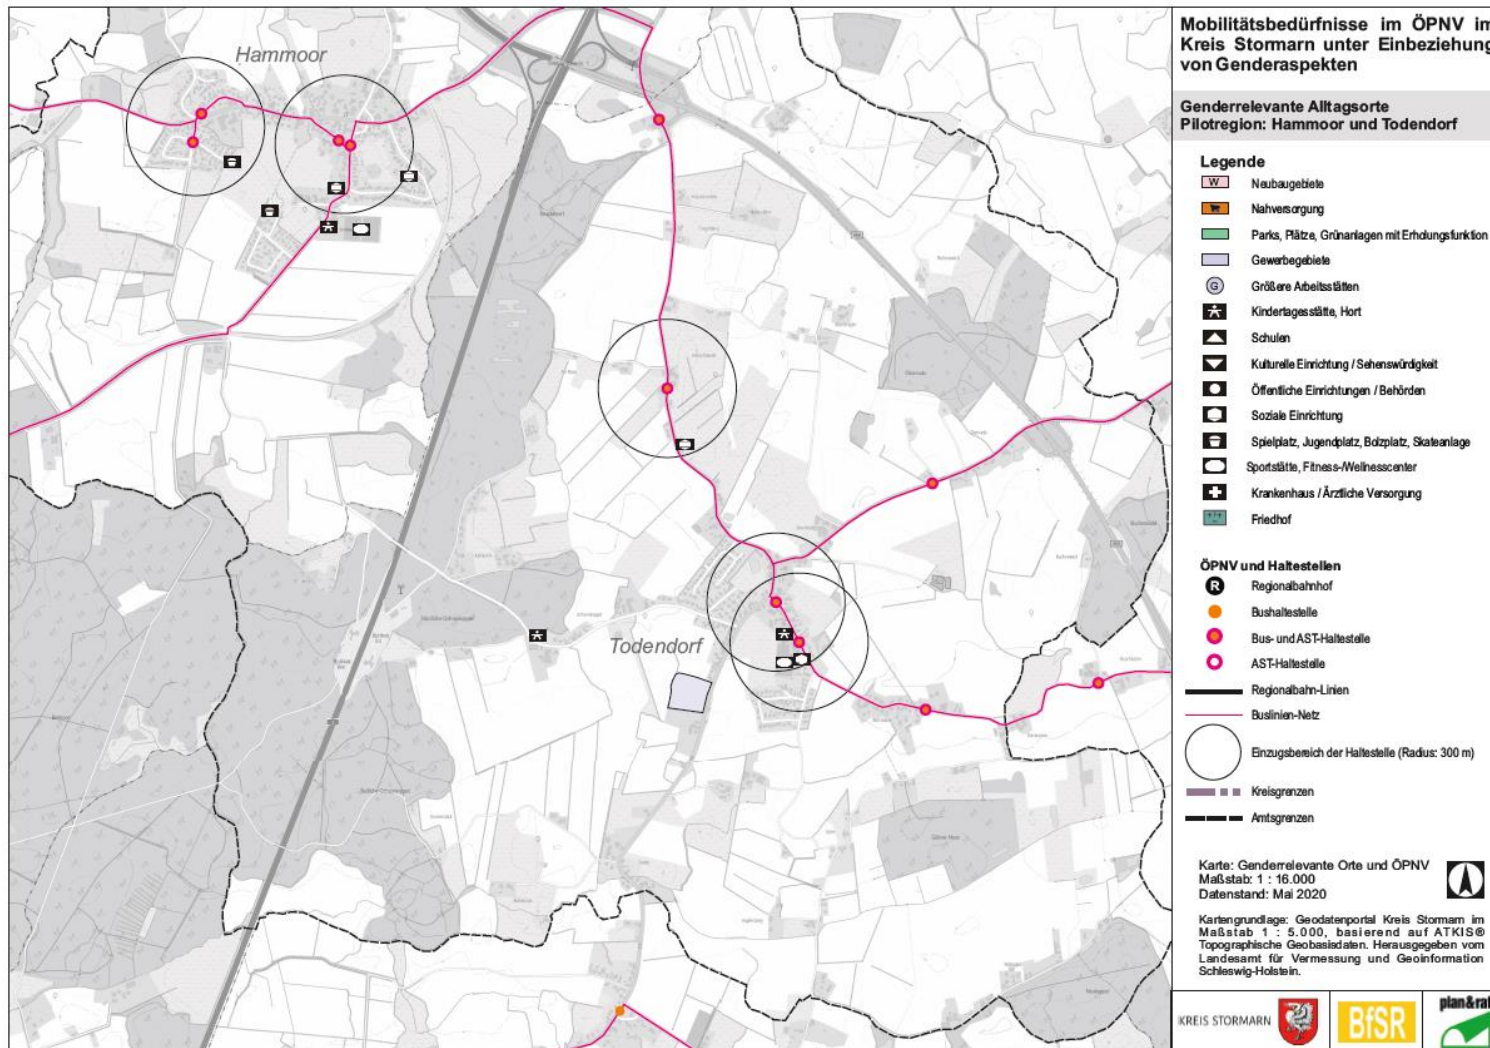 Hammoor
Todendorf
Mobilitätsbedürfnisse im ÖPNV im
Kreis Stormarn unter Einbeziehung
von Genderaspekten
Genderrelevante Alltagsorte
Pilotregion: Hammoor und Todendorf
Legende
W Neubaugebiete
Nahversorgung
Parks, Plätze, Grünanlagen mit Erholungsfunktion
Gewerbegebiete
G Größere Arbeitsstätten
Kindertagesstätte, Hort
Schulen
Kulturelle Einrichtung / Sehenswürdigkeit
Öffentliche Einrichtungen / Behörden
Soziale Einrichtung
Spielplatz, Jugendplatz, Bolzplatz, Skateanlage
Sportstätte, Fitness-/Wellnesscenter
Krankenhaus / Ärztliche Versorgung
Friedhof
ÖPNV und Haltestellen
R Regionalbahnhof
Bushaltestelle
Bus- und AST-Haltestelle
AST-Haltestelle
Regionalbahn-Linien
Buslinien-Netz
Einzugsbereich der Haltestelle (Radius: 300 m)
Kreisgrenzen
Amtsgrenzen
Karte: Genderrelevante Orte und ÖPNV
Maßstab: 1 : 16.000
Datenstand: Mai 2020
Kartengrundlage: Geodatenportal Kreis Stormarn im
Maßstab 1 : 5.000, basierend auf ATKIS®
Topographische Geobasisdaten. Herausgegeben vom
Landesamt für Vermessung und Geoinformation
Schleswig-Holstein.
KREIS STORMARN
BfSR
plan&rat